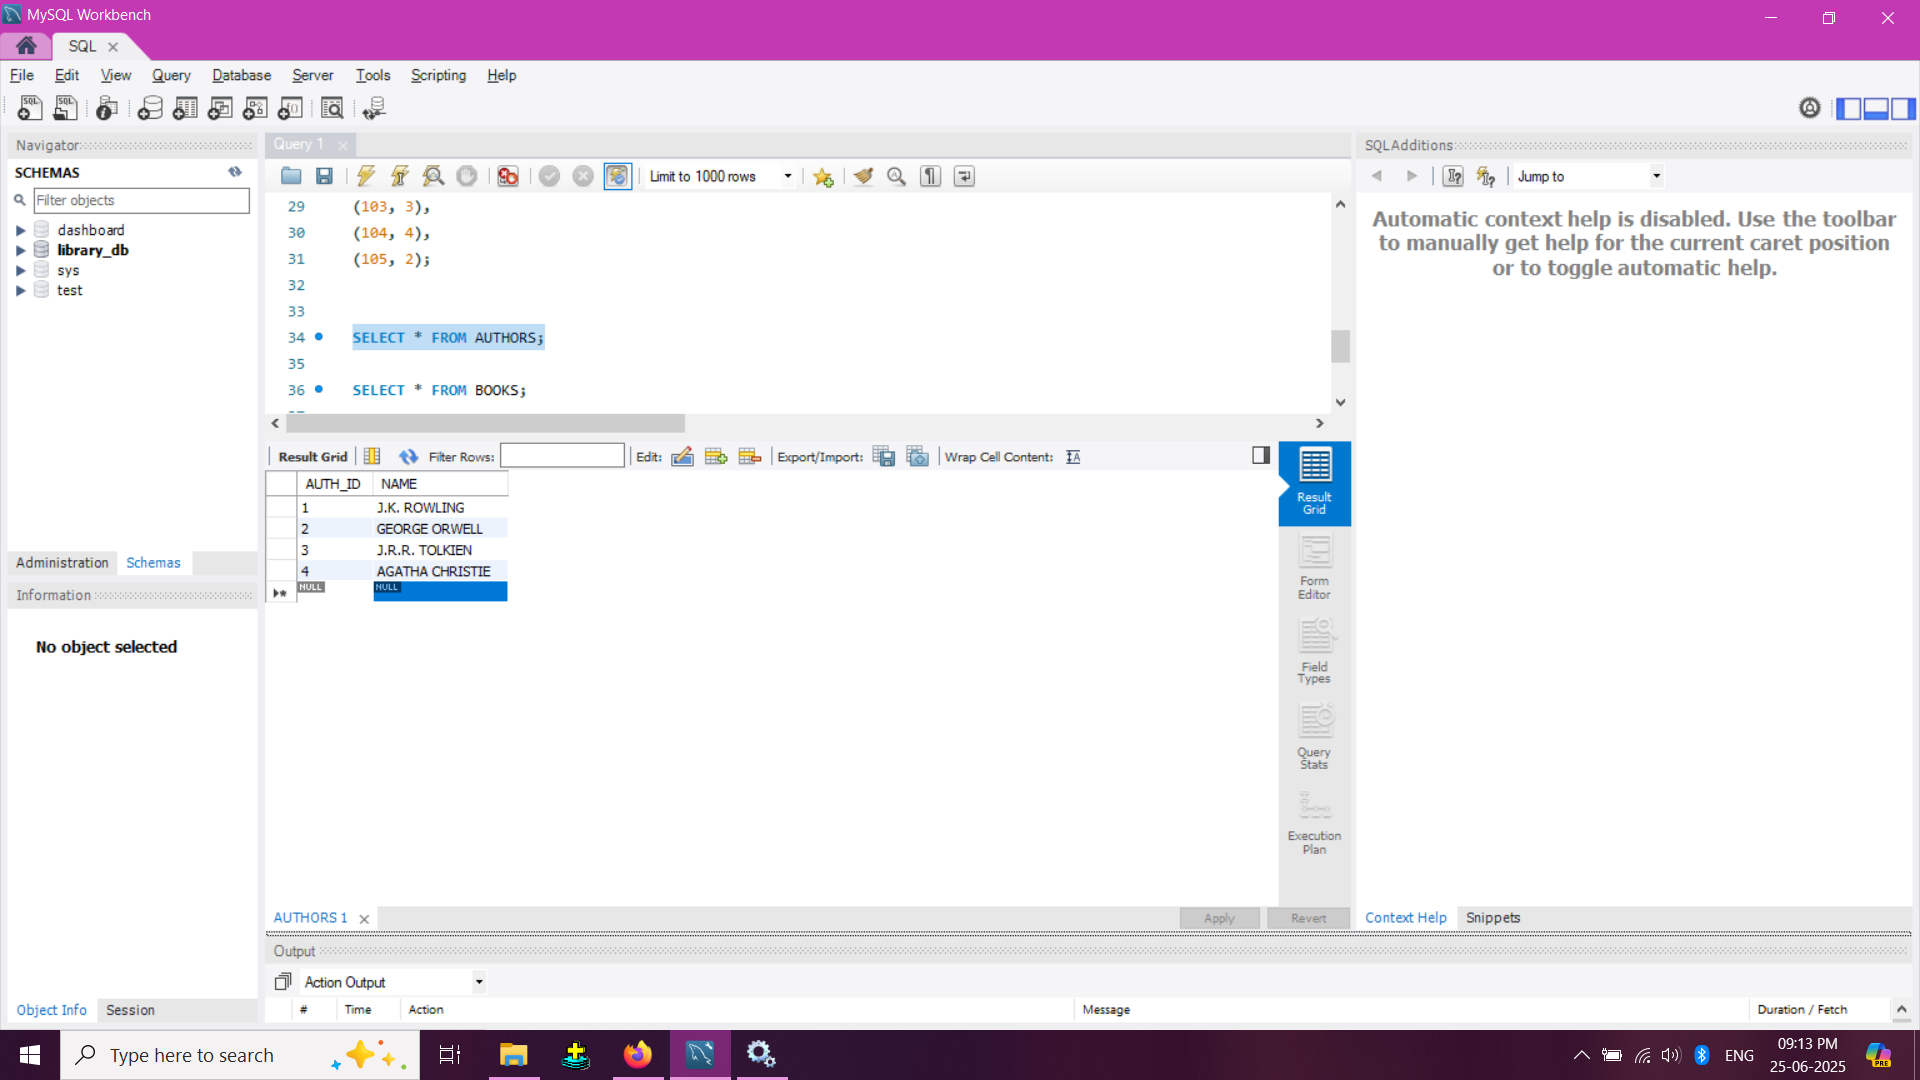 MySQL Workbench
SQL
File Edit View Query Database Server Tools Scripting Help
Navigator
SCHEMAS
Filter objects
dashboard
library_db
sys
test
Administration Schemas
Information
No object selected
Object Info Session
Query 1
Limit to 1000 rows
29 (103, 3),
30 (104, 4),
31 (105, 2);
32
33
34 SELECT * FROM AUTHORS;
35
36 SELECT * FROM BOOKS;
Result Grid Filter Rows: Edit: Export/Import: Wrap Cell Content:
AUTH_ID NAME
1 J.K. ROWLING
2 GEORGE ORWELL
3 J.R.R. TOLKIEN
4 AGATHA CHRISTIE
NULL NULL
Result
Grid
Form
Editor
Field
Types
Query
Stats
Execution
Plan
AUTHORS 1
Apply Revert
SQLAdditions
Jump to
Automatic context help is disabled. Use the toolbar
to manually get help for the current caret position
or to toggle automatic help.
Context Help Snippets
Output
Action Output
# Time Action Message Duration / Fetch
Type here to search
ENG
09:13 PM
25-06-2025
PRE